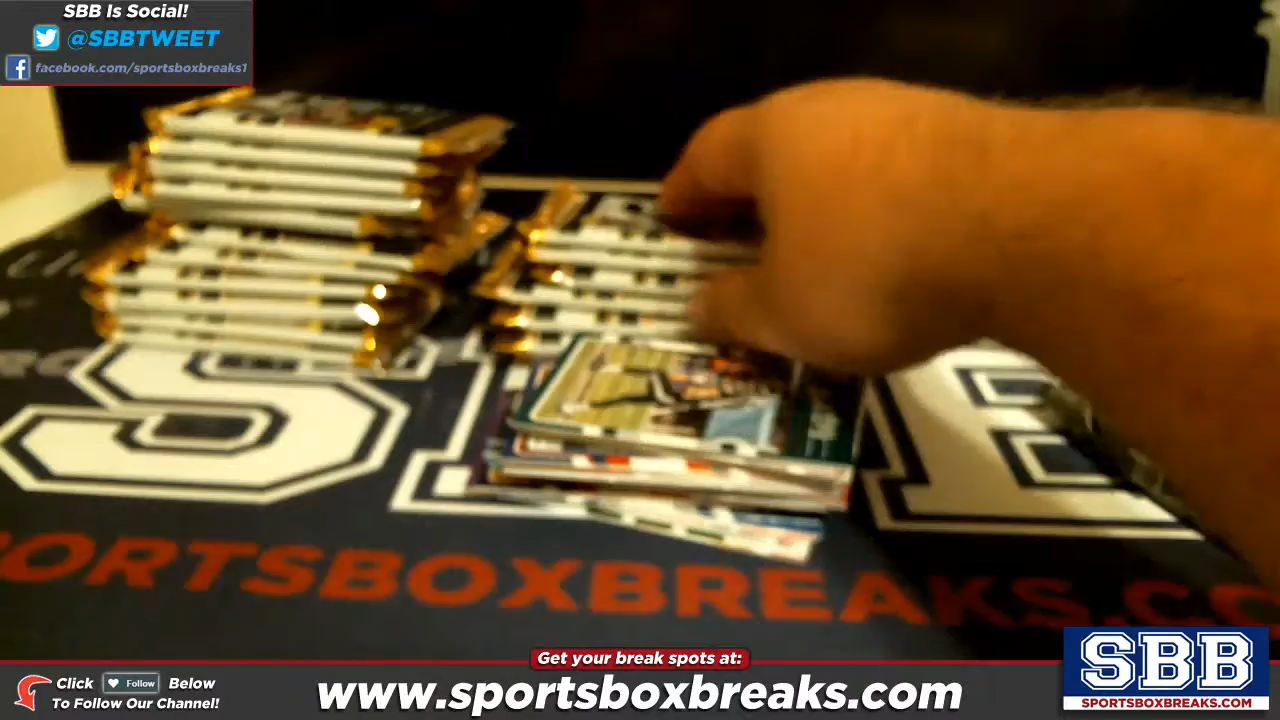 SBB Is Social!
@SBBTWEET
facebook.com/sportsboxbreaks1
SPORTSBOXBREAKS.CO
Get your break spots at:
Click Follow Below
To Follow Our Channel!
www.sportsboxbreaks.com
SBB
SPORTSBOXBREAKS.COM